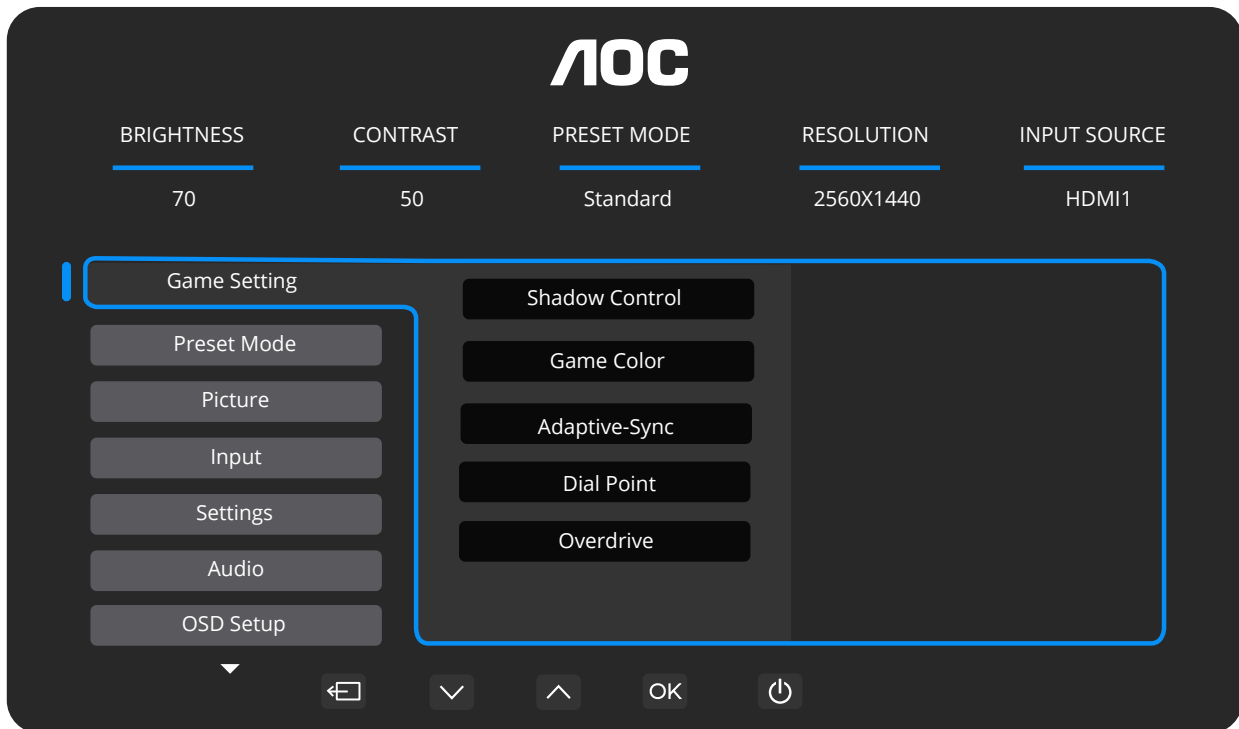 AOC
BRIGHTNESS CONTRAST PRESET MODE RESOLUTION INPUT SOURCE
70 50 Standard 2560X1440 HDMI1
Game Setting
Preset Mode
Picture
Input
Settings
Audio
OSD Setup
Shadow Control
Game Color
Adaptive-Sync
Dial Point
Overdrive
OK